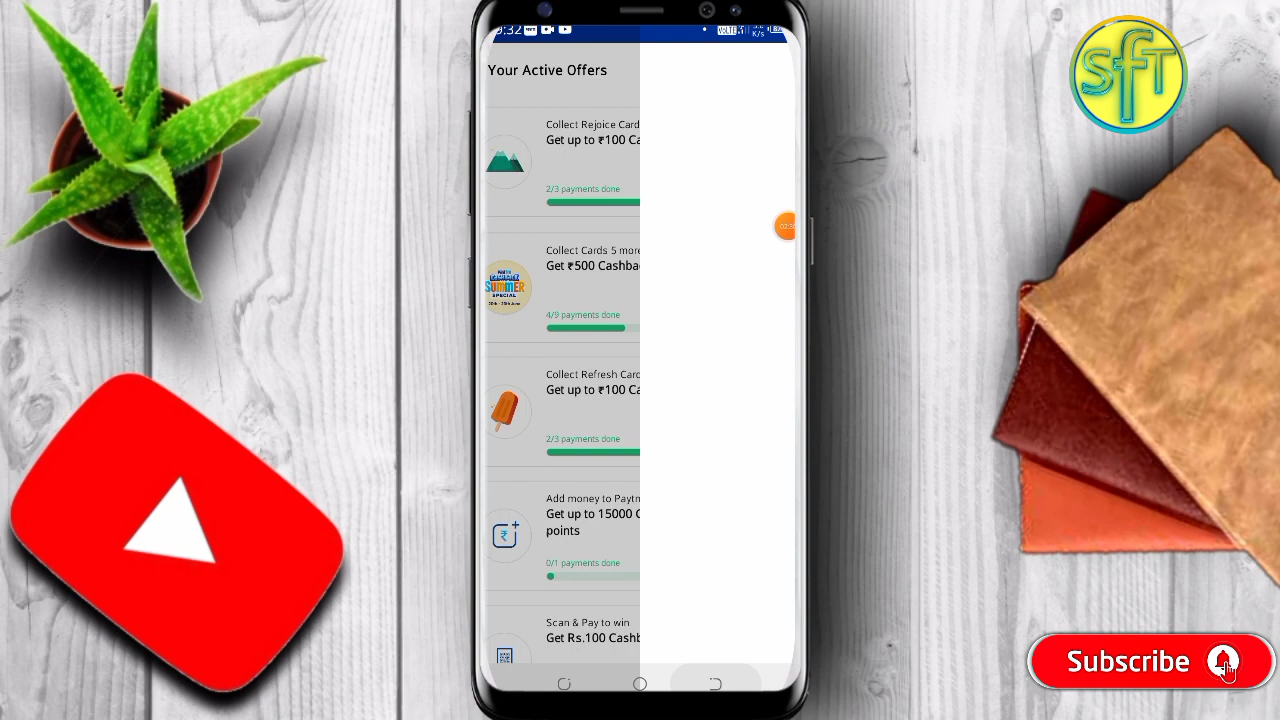 9:32
K/s
Your Active Offers
Collect Rejoice Card
Get up to ₹100 Ca
2/3 payments done
Collect Cards 5 more
Get ₹500 Cashba
SUMMER
SPECIAL
4/9 payments done
Collect Refresh Card
Get up to ₹100 Ca
2/3 payments done
Add money to Paytm
Get up to 15000 C
points
0/1 payments done
Scan & Pay to win
Get Rs.100 Cashb
SfT
Subscribe